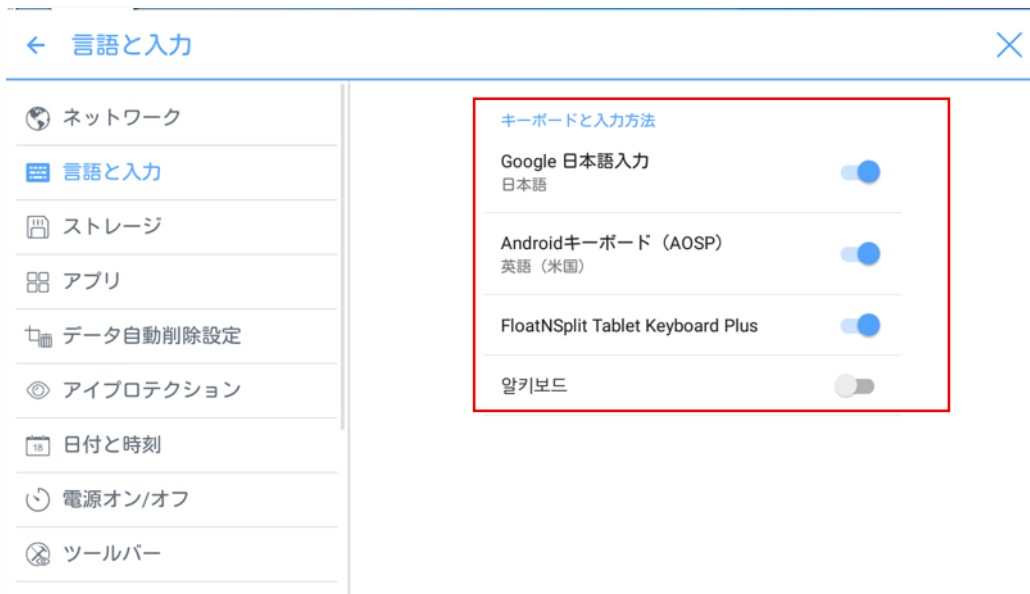 言語と入力
ネットワーク
言語と入力
ストレージ
アプリ
データ自動削除設定
アイプロテクション
18
日付と時刻
電源オン/オフ
ツールバー
キーボードと入力方法
Google 日本語入力
日本語
Androidキーボード（AOSP）
英語（米国）
FloatNSplit Tablet Keyboard Plus
알키보드